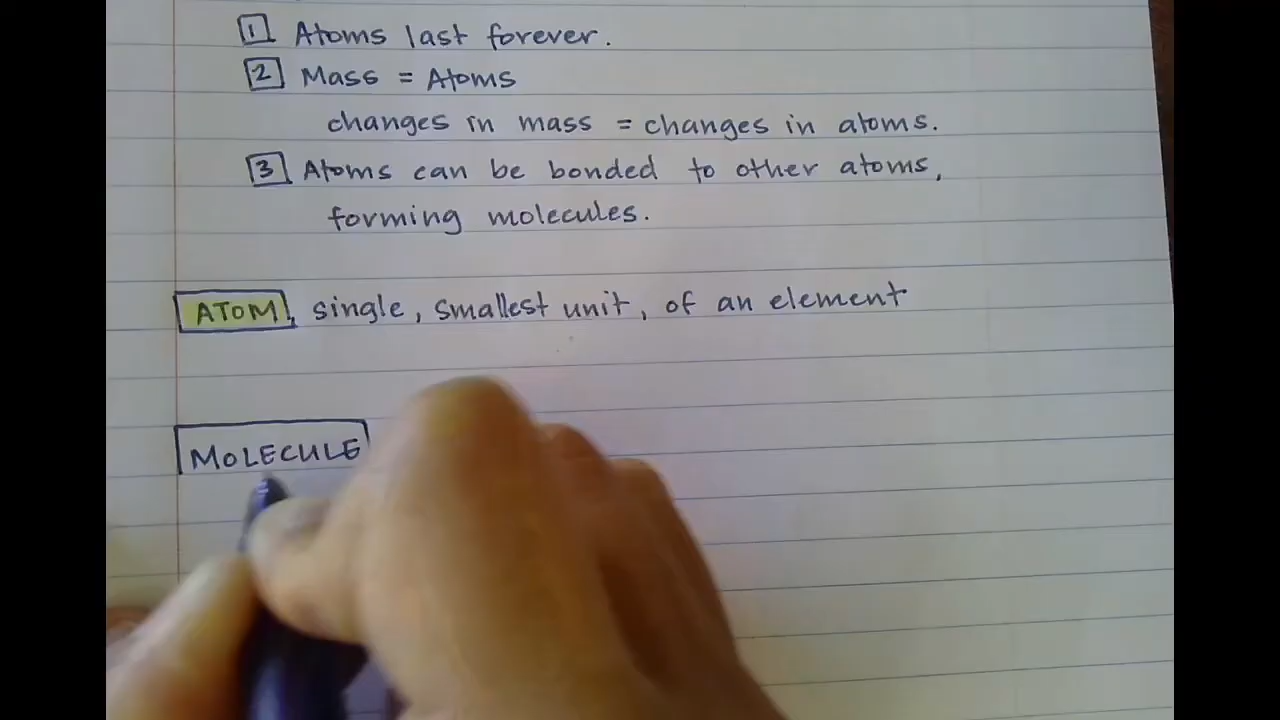 1 Atoms last forever.
2 Mass = Atoms
changes in mass = changes in atoms.
3 Atoms can be bonded to other atoms,
forming molecules.
ATOM, single, smallest unit, of an element
MOLECULE